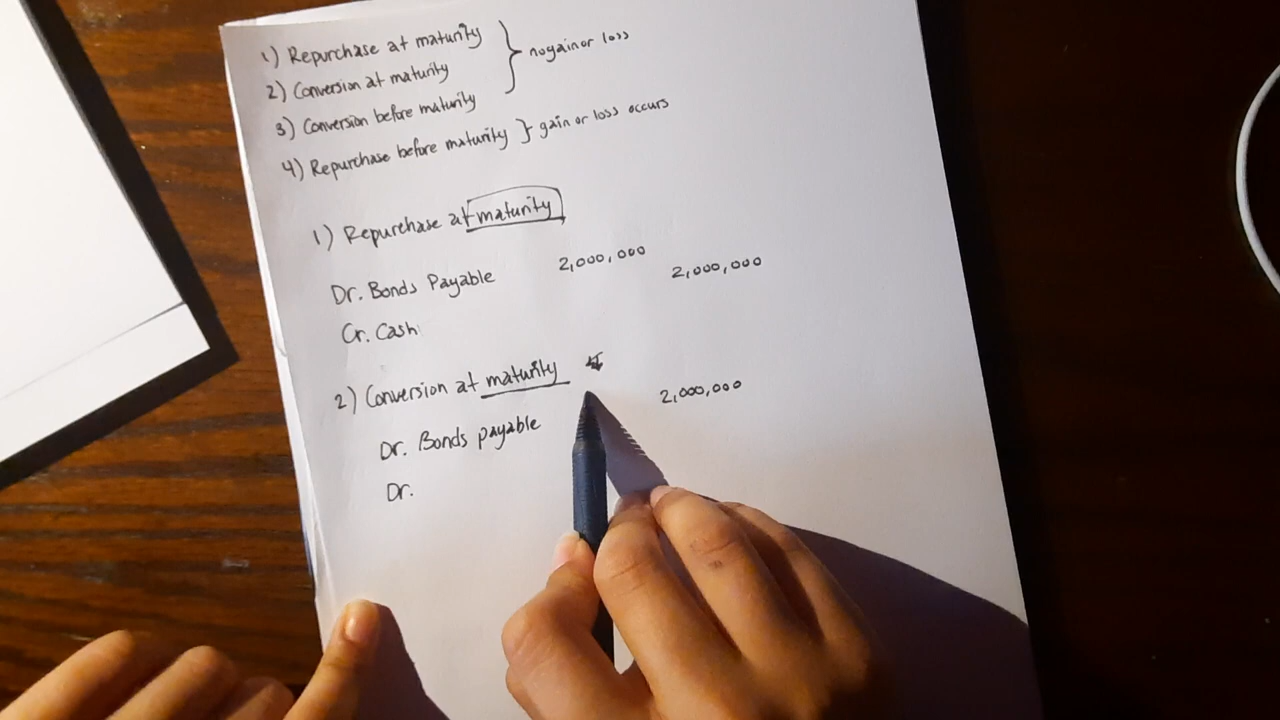 1) Repurchase at maturity
2) Conversion at maturity
3) Conversion before maturity
} no gain or loss
4) Repurchase before maturity } gain or loss occurs
1) Repurchase at maturity
Dr. Bonds Payable 2,000,000
Cr. Cash 2,000,000
2) Conversion at maturity
Dr. Bonds payable 2,000,000
Dr.